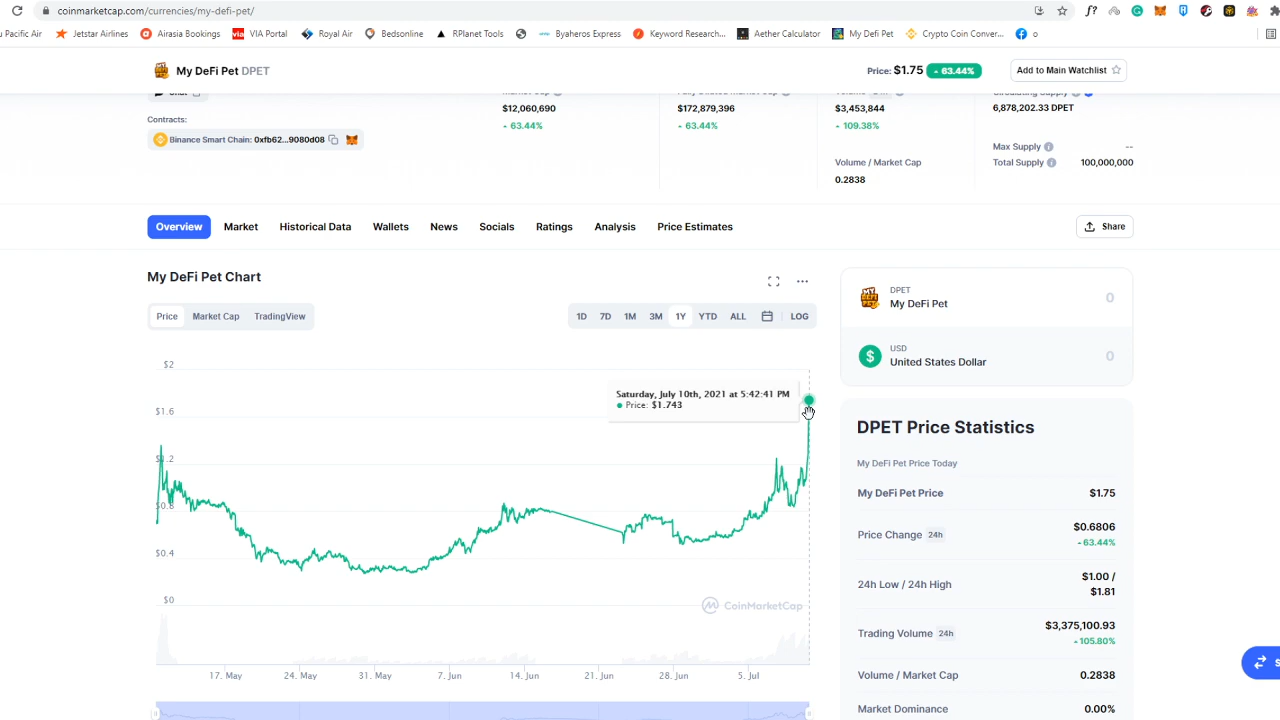 coinmarketcap.com/currencies/my-defi-pet/
Pacific Air
Jetstar Airlines
Airasia Bookings
VIA Portal
Royal Air
Bedsonline
RPlanet Tools
Byaheros Express
Keyword Research...
Aether Calculator
My Defi Pet
Crypto Coin Conver...
o
My DeFi Pet DPET
Price: $1.75
63.44%
Add to Main Watchlist
$12,060,690
63.44%
$172,879,396
63.44%
$3,453,844
109.38%
Volume / Market Cap
0.2838
6,878,202.33 DPET
Max Supply --
Total Supply 100,000,000
Contracts:
Binance Smart Chain: 0xfb62...9080d08
Overview
Market
Historical Data
Wallets
News
Socials
Ratings
Analysis
Price Estimates
Share
My DeFi Pet Chart
Price
Market Cap
TradingView
1D
7D
1M
3M
1Y
YTD
ALL
LOG
$2
$1.6
$1.2
$0.8
$0.4
$0
Saturday, July 10th, 2021 at 5:42:41 PM
Price: $1.743
CoinMarketCap
17. May
24. May
31. May
7. Jun
14. Jun
21. Jun
28. Jun
5. Jul
DPET
My DeFi Pet
0
USD
United States Dollar
0
DPET Price Statistics
My DeFi Pet Price Today
My DeFi Pet Price
$1.75
Price Change 24h
$0.6806
63.44%
24h Low / 24h High
$1.00 /
$1.81
Trading Volume 24h
$3,375,100.93
105.80%
Volume / Market Cap
0.2838
Market Dominance
0.00%